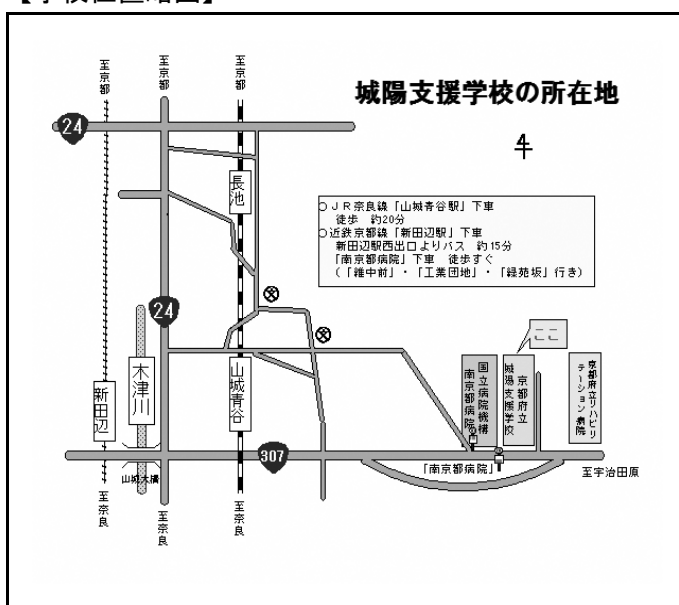 至京都
至京都
至京都
城陽支援学校の所在地
24
長池
○JR奈良線「山城青谷駅」下車
徒歩 約20分
○近鉄京都線「新田辺駅」下車
新田辺駅西出口よりバス 約15分
「南京都病院」下車 徒歩すぐ
(「維中前」・「工業団地」・「緑苑坂」行き)
24
ここ
木津川
山城青谷
新田辺
国立病院機構
南京都病院
京都府立
城陽支援学校
京都府立リハビリ
テーション病院
307
「南京都病院」
至宇治田原
山城大橋
至奈良
至奈良
至奈良